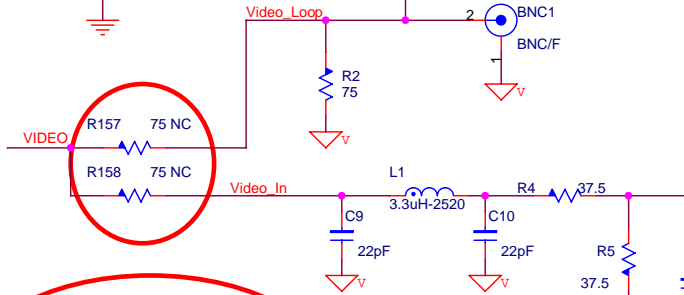 Video_Loop
2
BNC1
BNC/F
1
V
R2
75
V
R157
75 NC
VIDEO
R158
75 NC
Video_In
L1
3.3uH-2520
R4
37.5
C9
22pF
V
C10
22pF
V
R5
37.5